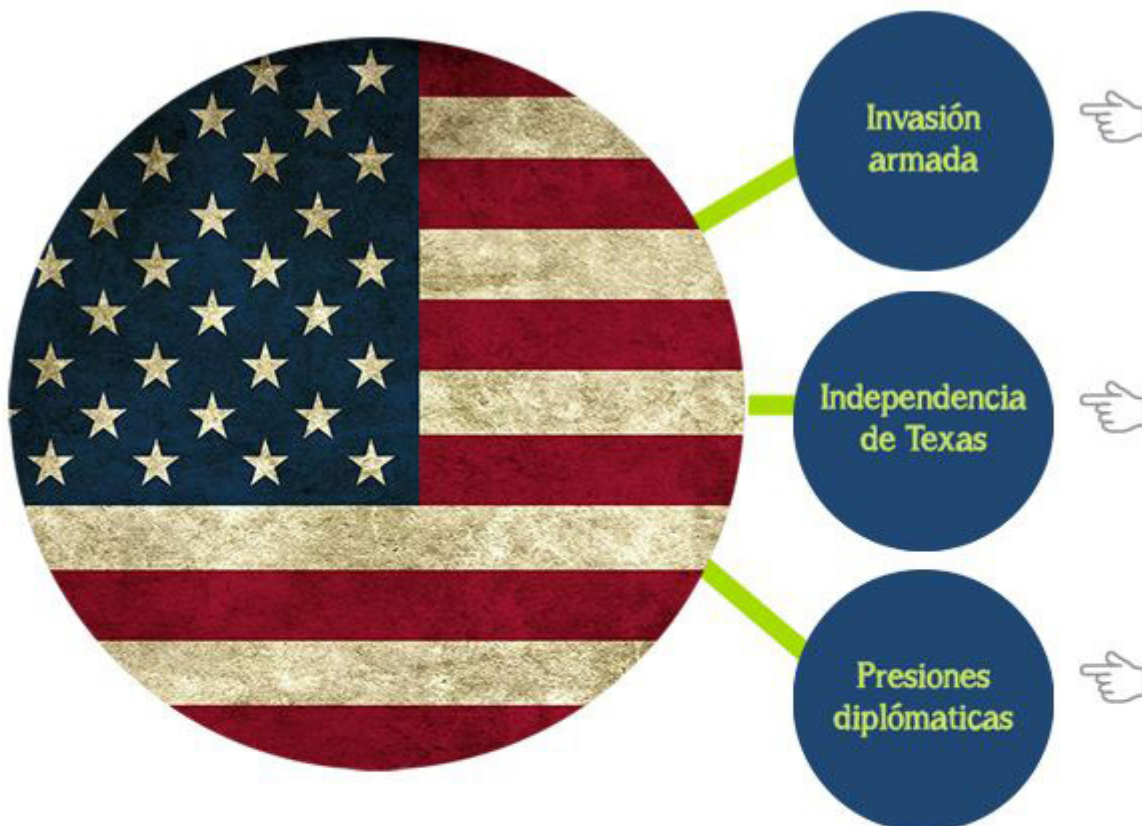 Invasión
armada
Independencia
de Texas
Presiones
diplómaticas